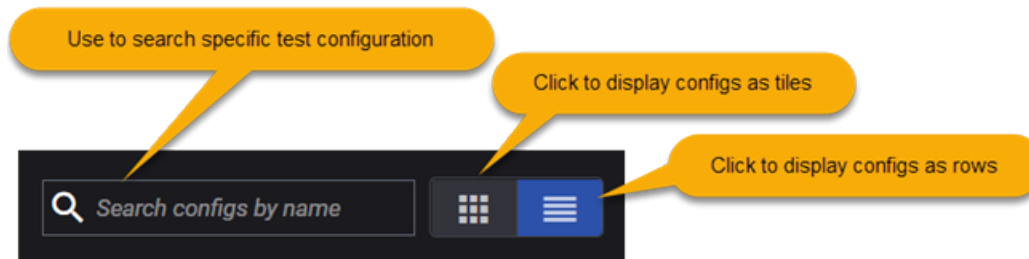 Use to search specific test configuration
Click to display configs as tiles
Click to display configs as rows
Search configs by name